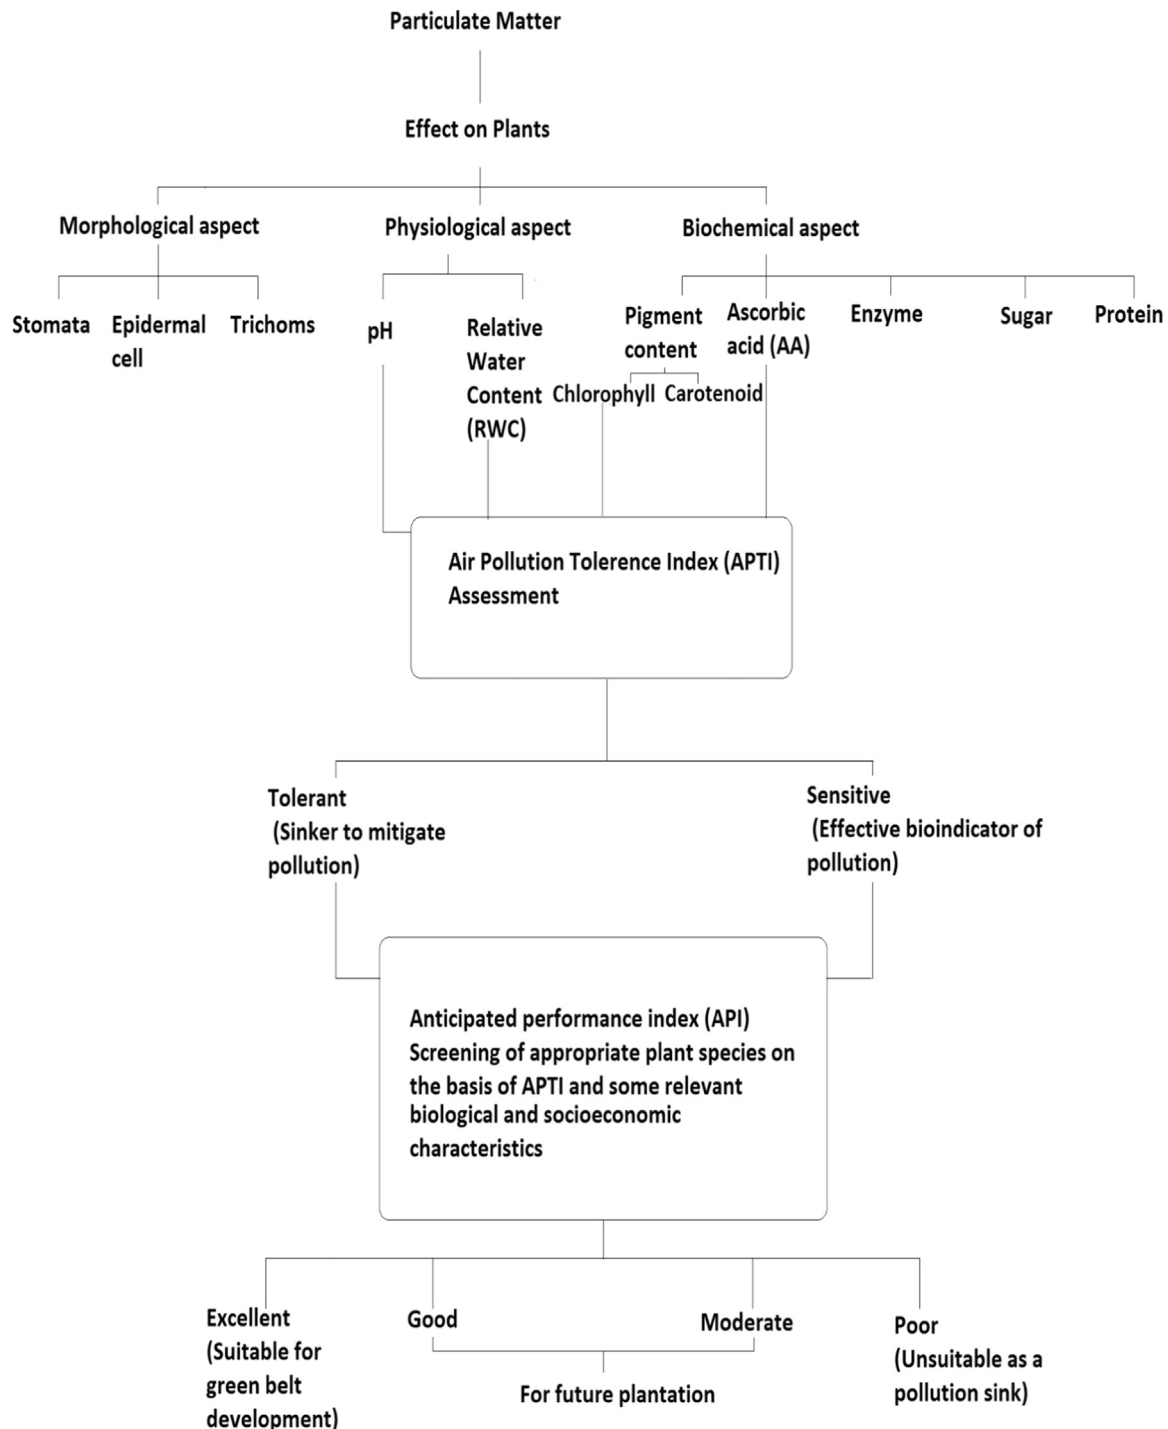 Particulate Matter
Effect on Plants
Morphological aspect
Physiological aspect
Biochemical aspect
Stomata
Epidermal
cell
Trichoms
pH
Relative
Water
Content
(RWC)
Pigment
content
Chlorophyll
Carotenoid
Ascorbic
acid (AA)
Enzyme
Sugar
Protein
Air Pollution Tolerence Index (APTI)
Assessment
Tolerant
(Sinker to mitigate
pollution)
Sensitive
(Effective bioindicator of
pollution)
Anticipated performance index (API)
Screening of appropriate plant species on
the basis of APTI and some relevant
biological and socioeconomic
characteristics
Excellent
(Suitable for
green belt
development)
Good
Moderate
For future plantation
Poor
(Unsuitable as a
pollution sink)